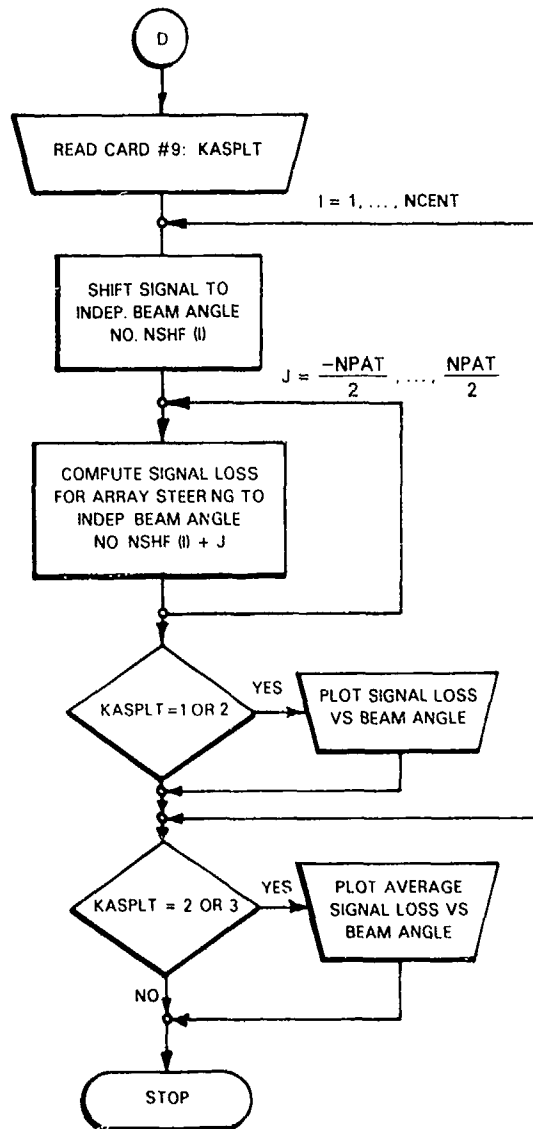 D
READ CARD #9: KASPLT
I = 1, ..., NCENT
SHIFT SIGNAL TO
INDEP. BEAM ANGLE
NO. NSHF (I)
J = -NPAT/2 , ..., NPAT/2
COMPUTE SIGNAL LOSS
FOR ARRAY STEERING TO
INDEP BEAM ANGLE
NO NSHF (I) + J
KASPLT = 1 OR 2
YES
PLOT SIGNAL LOSS
VS BEAM ANGLE
KASPLT = 2 OR 3
YES
PLOT AVERAGE
SIGNAL LOSS VS
BEAM ANGLE
NO
STOP